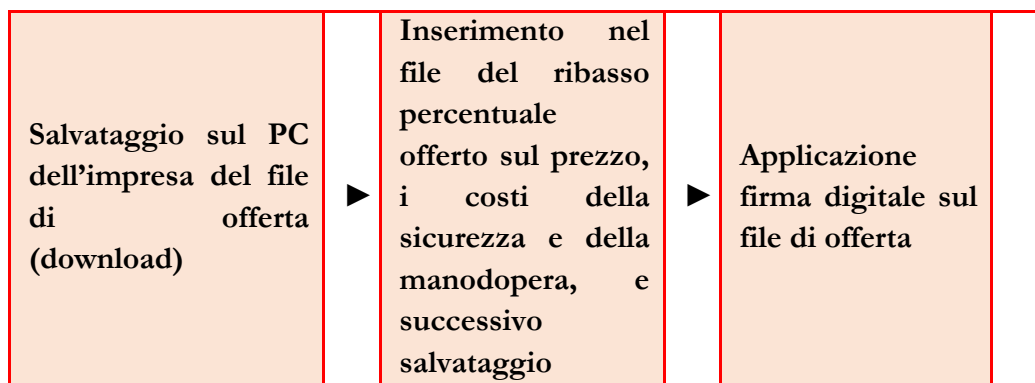 Salvataggio sul PC
dell’impresa del file
di offerta
(download)
►
Inserimento nel
file del ribasso
percentuale
offerto sul prezzo,
i costi della
sicurezza e della
manodopera, e
successivo
salvataggio
►
Applicazione
firma digitale sul
file di offerta